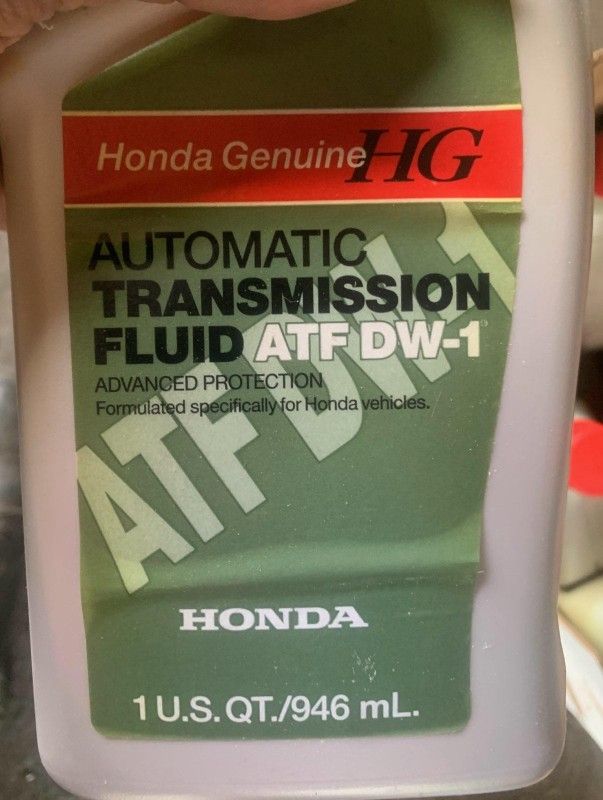 Honda Genuine HG
AUTOMATIC
TRANSMISSION
FLUID ATF DW-1
ADVANCED PROTECTION
Formulated specifically for Honda vehicles.
ATF DW-1
HONDA
1 U.S. QT./946 mL.